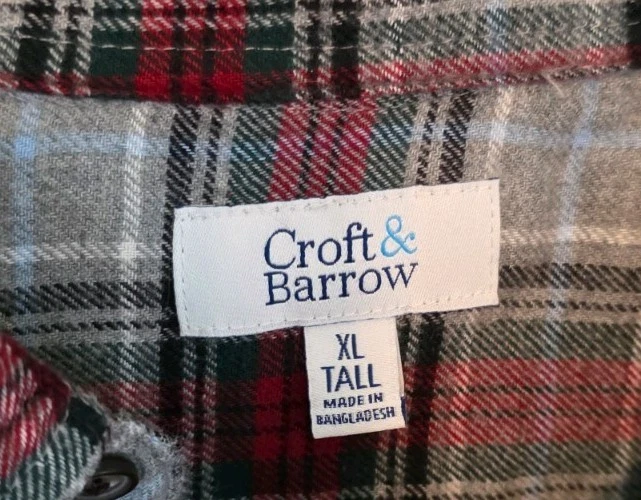 Croft &
Barrow
XL
TALL
MADE IN
BANGLADESH